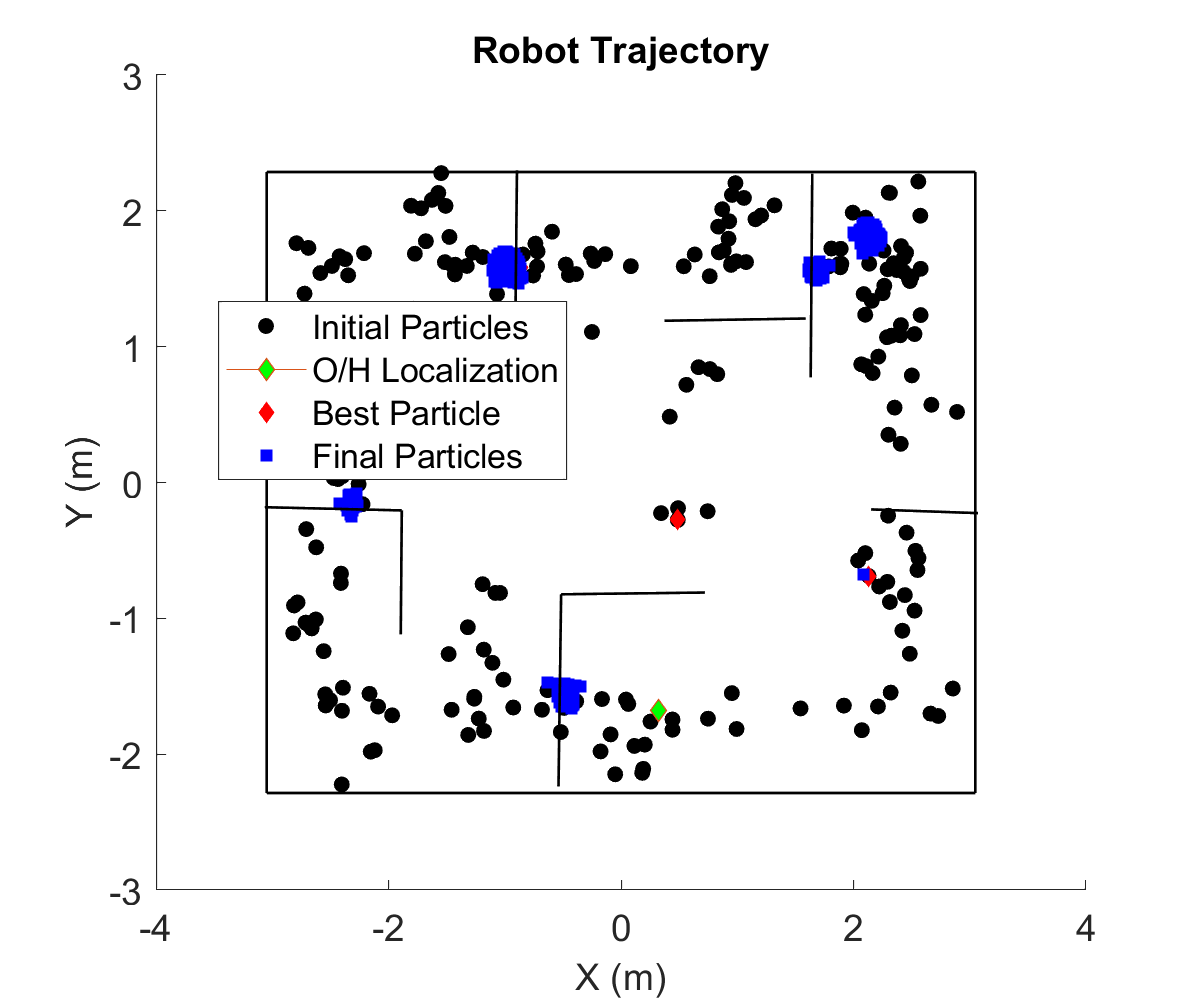 Robot Trajectory
3
2
1
0
-1
-2
-3
Y (m)
Initial Particles
O/H Localization
Best Particle
Final Particles
-4 -2 0 2 4
X (m)